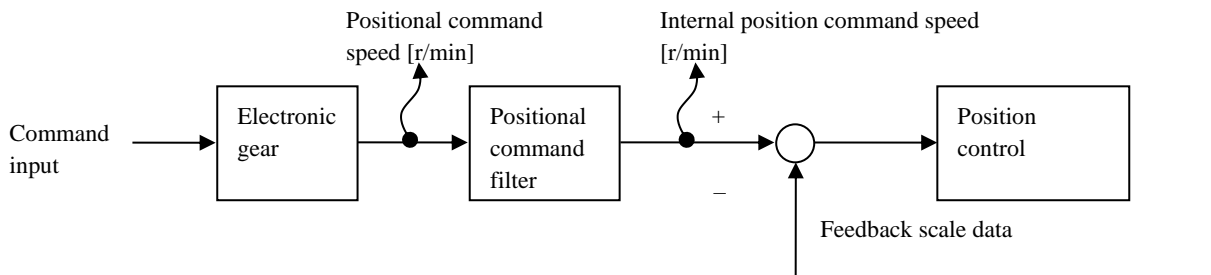 Positional command
speed [r/min]
Internal position command speed
[r/min]
Command
input
Electronic
gear
Positional
command
filter
+
−
Position
control
Feedback scale data